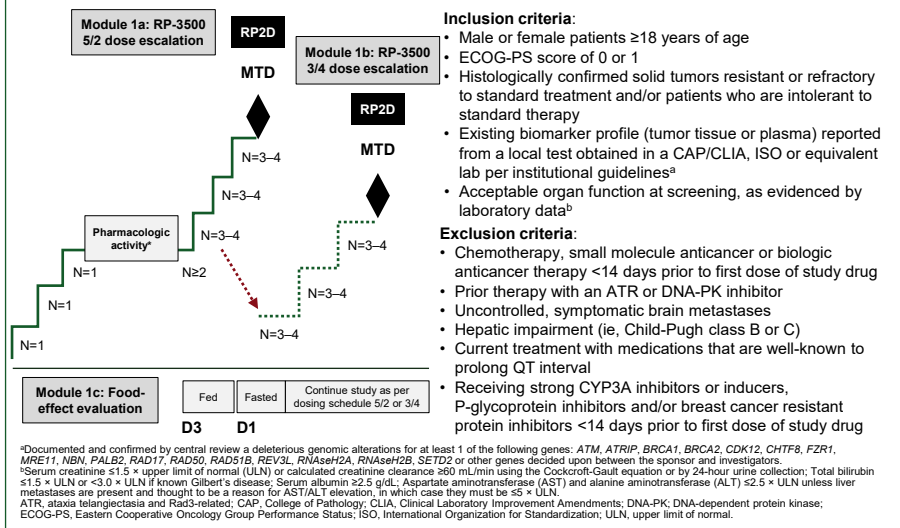 Module 1a: RP-3500
5/2 dose escalation
RP2D
MTD
Module 1b: RP-3500
3/4 dose escalation
RP2D
MTD
N=3–4
N=3–4
N=3–4
Pharmacologic
activity*
N≥2
N=1
N=1
N=1
N=3–4
N=3–4
N=3–4
Module 1c: Food-
effect evaluation
Fed
Fasted
Continue study as per
dosing schedule 5/2 or 3/4
D3
D1
Inclusion criteria:
• Male or female patients ≥18 years of age
• ECOG-PS score of 0 or 1
• Histologically confirmed solid tumors resistant or refractory
to standard treatment and/or patients who are intolerant to
standard therapy
• Existing biomarker profile (tumor tissue or plasma) reported
from a local test obtained in a CAP/CLIA, ISO or equivalent
lab per institutional guidelinesᵃ
• Acceptable organ function at screening, as evidenced by
laboratory dataᵇ
Exclusion criteria:
• Chemotherapy, small molecule anticancer or biologic
anticancer therapy <14 days prior to first dose of study drug
• Prior therapy with an ATR or DNA-PK inhibitor
• Uncontrolled, symptomatic brain metastases
• Hepatic impairment (ie, Child-Pugh class B or C)
• Current treatment with medications that are well-known to
prolong QT interval
• Receiving strong CYP3A inhibitors or inducers,
P-glycoprotein inhibitors and/or breast cancer resistant
protein inhibitors <14 days prior to first dose of study drug
ᵃDocumented and confirmed by central review a deleterious genomic alterations for at least 1 of the following genes: ATM, ATRIP, BRCA1, BRCA2, CDK12, CHTF8, FZR1,
MRE11, NBN, PALB2, RAD17, RAD50, RAD51B, REV3L, RNAseH2A, RNAseH2B, SETD2 or other genes decided upon between the sponsor and investigators.
ᵇSerum creatinine ≤1.5 × upper limit of normal (ULN) or calculated creatinine clearance ≥60 mL/min using the Cockcroft-Gault equation or by 24-hour urine collection; Total bilirubin
≤1.5 × ULN or <3.0 × ULN if known Gilbert's disease; Serum albumin ≥2.5 g/dL; Aspartate aminotransferase (AST) and alanine aminotransferase (ALT) ≤2.5 × ULN unless liver
metastases are present and thought to be a reason for AST/ALT elevation, in which case they must be ≤5 × ULN.
ATR, ataxia telangiectasia and Rad3-related; CAP, College of Pathology; CLIA, Clinical Laboratory Improvement Amendments; DNA-PK; DNA-dependent protein kinase;
ECOG-PS, Eastern Cooperative Oncology Group Performance Status; ISO, International Organization for Standardization; ULN, upper limit of normal.